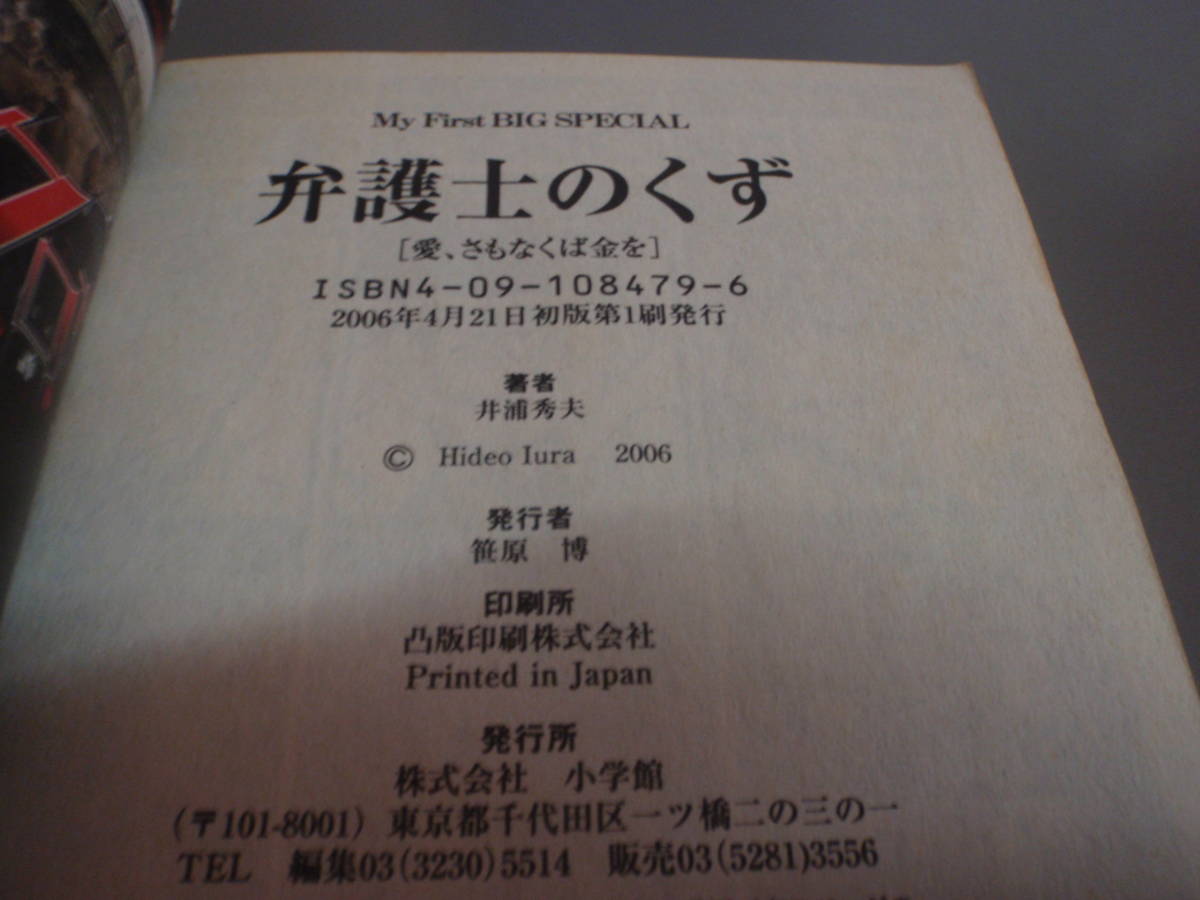 My First BIG SPECIAL
弁護士のくず
[愛、さもなくば金を]
ISBN4-09-108479-6
2006年4月21日初版第1刷発行
著者
井浦秀夫
© Hideo Iura 2006
発行者
笹原 博
印刷所
凸版印刷株式会社
Printed in Japan
発行所
株式会社 小学館
(〒101-8001) 東京都千代田区一ツ橋二の三の一
TEL 編集03(3230)5514 販売03(5281)3556